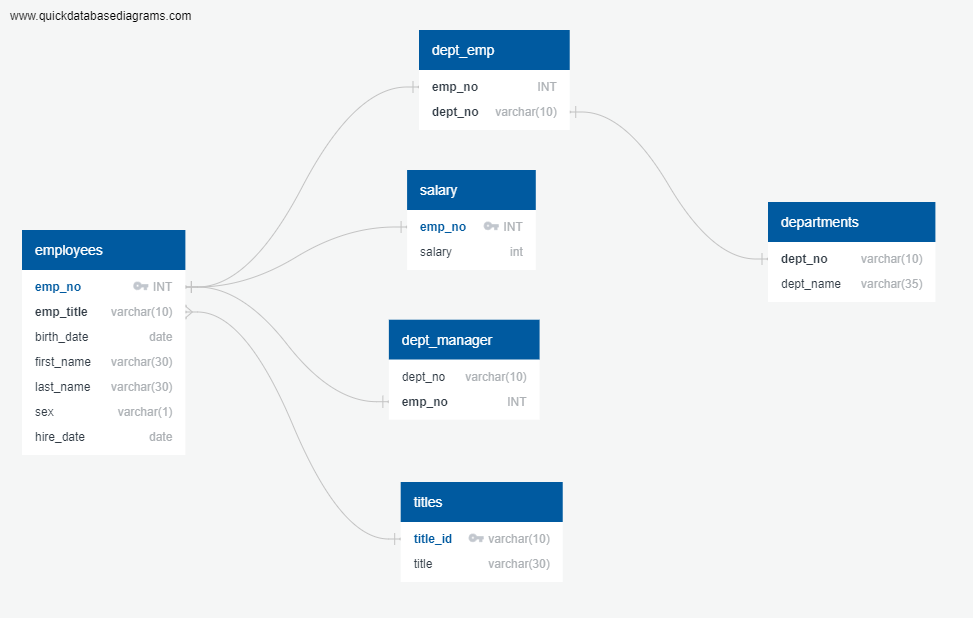 www.quickdatabasediagrams.com
dept_emp
emp_no INT
dept_no varchar(10)
salary
emp_no INT
salary int
departments
dept_no varchar(10)
dept_name varchar(35)
employees
emp_no INT
emp_title varchar(10)
birth_date date
first_name varchar(30)
last_name varchar(30)
sex varchar(1)
hire_date date
dept_manager
dept_no varchar(10)
emp_no INT
titles
title_id varchar(10)
title varchar(30)